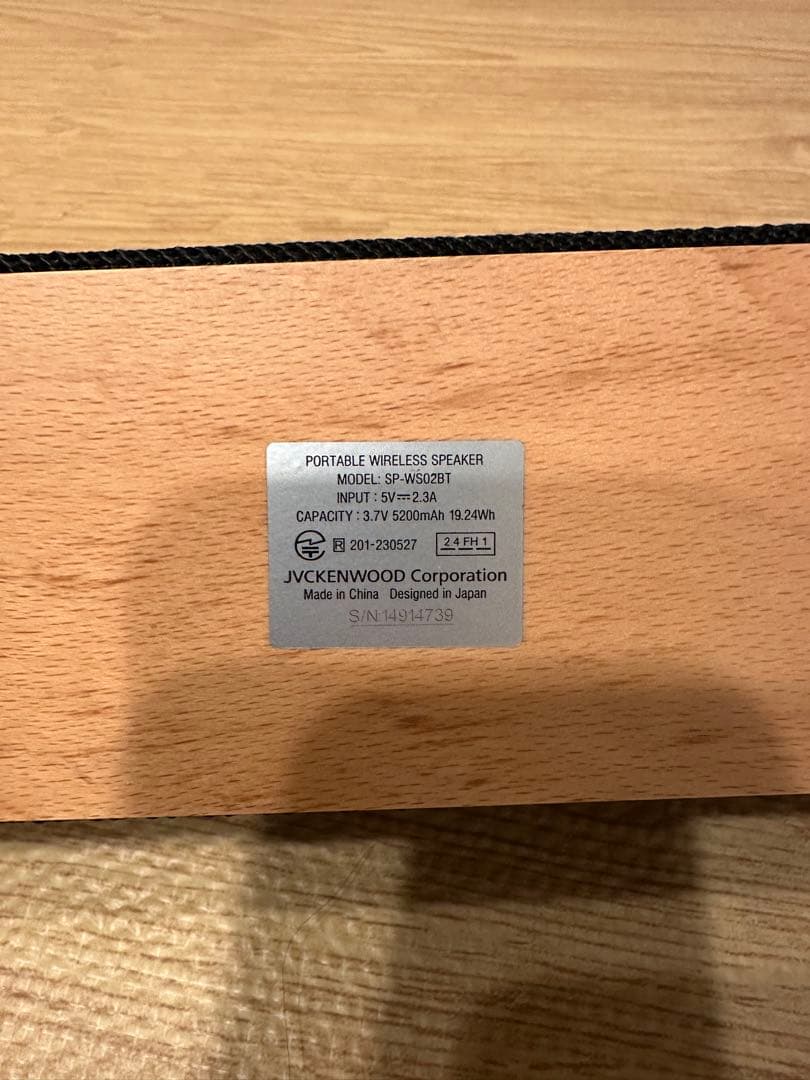 PORTABLE WIRELESS SPEAKER
MODEL: SP-WS02BT
INPUT : 5V⎓2.3A
CAPACITY : 3.7V 5200mAh 19.24Wh
R 201-230527 2.4 FH 1
JVCKENWOOD Corporation
Made in China Designed in Japan
S/N:14914739